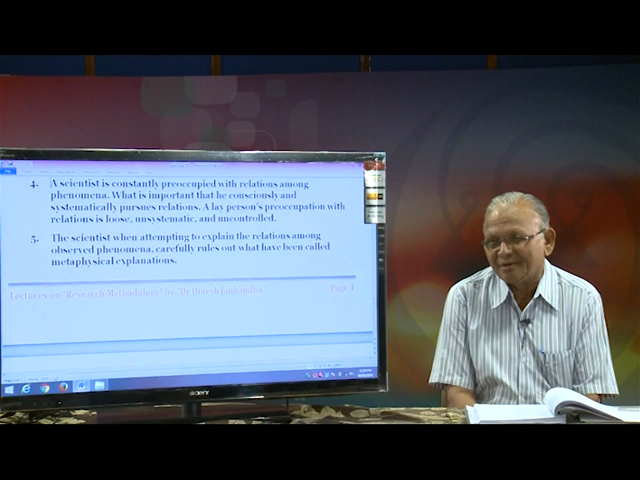 4. A scientist is constantly preoccupied with relations among
phenomena. What is important that he consciously and
systematically pursues relations. A lay person's preoccupation with
relations is loose, unsystematic, and uncontrolled.
5. The scientist when attempting to explain the relations among
observed phenomena, carefully rules out what have been called
metaphysical explanations.
Lectures on "Research Methodology" by "Dr Dinesh
Page 4
SONY